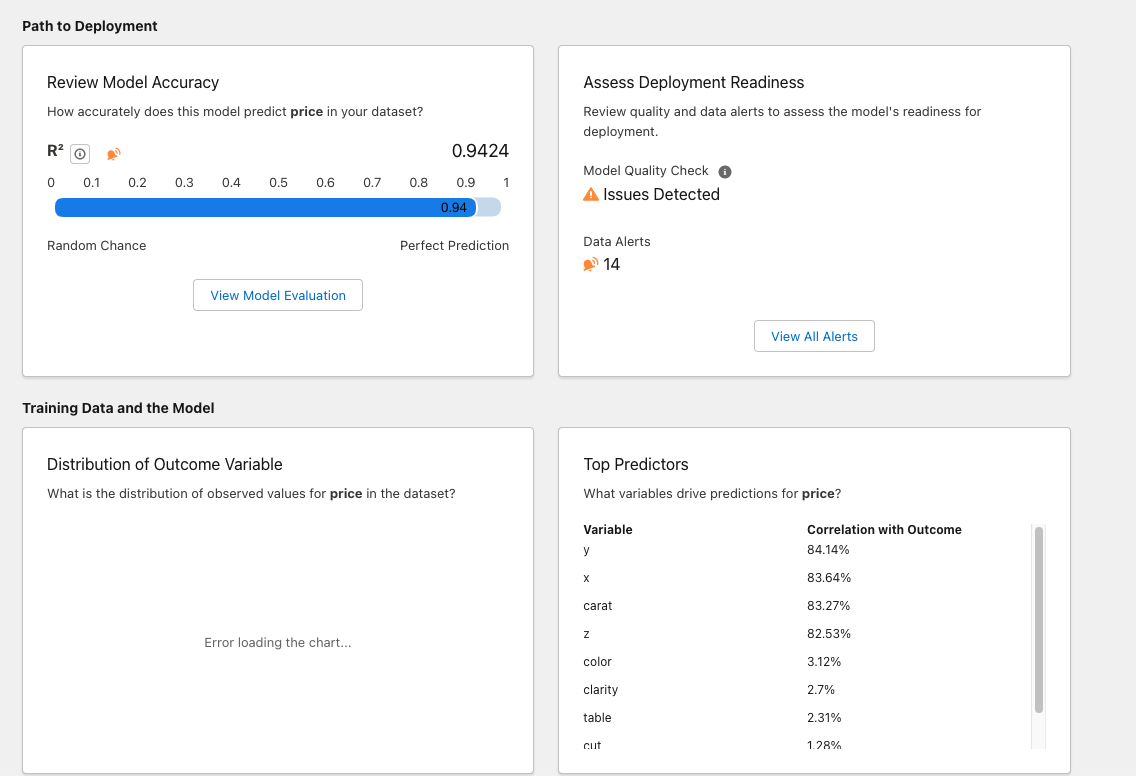 Path to Deployment
Review Model Accuracy
How accurately does this model predict price in your dataset?
R² 0.9424
0 0.1 0.2 0.3 0.4 0.5 0.6 0.7 0.8 0.9 1
0.94
Random Chance Perfect Prediction
View Model Evaluation
Assess Deployment Readiness
Review quality and data alerts to assess the model's readiness for
deployment.
Model Quality Check
Issues Detected
Data Alerts
14
View All Alerts
Training Data and the Model
Distribution of Outcome Variable
What is the distribution of observed values for price in the dataset?
Error loading the chart...
Top Predictors
What variables drive predictions for price?
Variable Correlation with Outcome
y 84.14%
x 83.64%
carat 83.27%
z 82.53%
color 3.12%
clarity 2.7%
table 2.31%
cut 1.28%